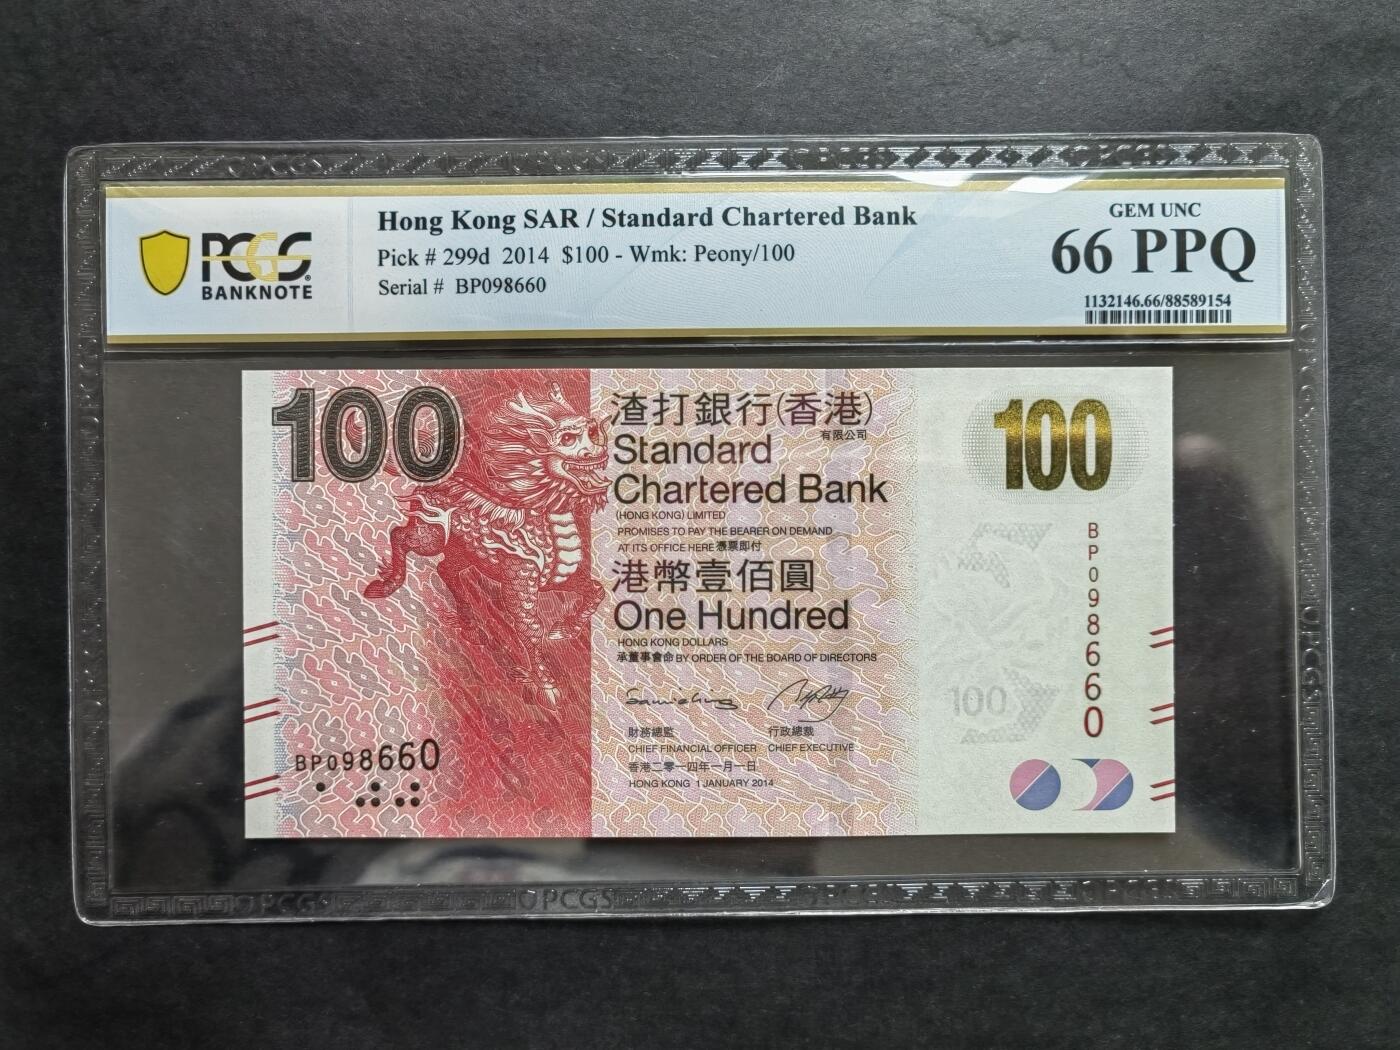 PCGS
BANKNOTE
Hong Kong SAR / Standard Chartered Bank
Pick # 299d 2014 $100 - Wmk: Peony/100
Serial # BP098660
GEM UNC
66 PPQ
1132146.66/88589154
100
渣打銀行(香港)
有限公司
Standard
Chartered Bank
(HONG KONG) LIMITED
PROMISES TO PAY THE BEARER ON DEMAND
AT ITS OFFICE HERE 憑票即付
港幣壹佰圓
One Hundred
HONG KONG DOLLARS
承董事會命 BY ORDER OF THE BOARD OF DIRECTORS
財務總監 行政總裁
CHIEF FINANCIAL OFFICER CHIEF EXECUTIVE
香港二零一四年一月一日
HONG KONG 1 JANUARY 2014
BP098660
100
BP098660
100
PCGS
PCGS
PCGS
PCGS